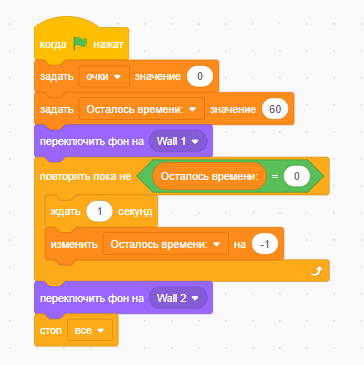 когда нажат
задать очки значение 0
задать Осталось времени: значение 60
переключить фон на Wall 1
повторять пока не Осталось времени: = 0
ждать 1 секунд
изменить Осталось времени: на -1
переключить фон на Wall 2
стоп все